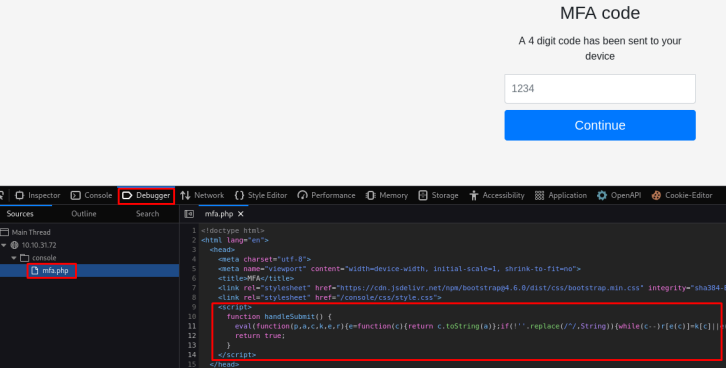 MFA code
A 4 digit code has been sent to your
device
1234
Continue
Inspector Console Debugger Network Style Editor Performance Memory Storage Accessibility Application OpenAPI Cookie-Editor
Sources Outline Search mfa.php
Main Thread
10.10.31.72
console
mfa.php
1 <!doctype html>
2 <html lang="en">
3 <head>
4 <meta charset="utf-8">
5 <meta name="viewport" content="width=device-width, initial-scale=1, shrink-to-fit=no">
6 <title>MFA</title>
7 <link rel="stylesheet" href="https://cdn.jsdelivr.net/npm/bootstrap@4.6.0/dist/css/bootstrap.min.css" integrity="sha384-
8 <link rel="stylesheet" href="/console/css/style.css">
9 <script>
10 function handleSubmit() {
11 eval(function(p,a,c,k,e,r){e=function(c){return c.toString(a)};if(!''.replace(/^/,String)){while(c--)r[e(c)]=k[c]||
12 return true;
13 }
14 </script>
15 </head>